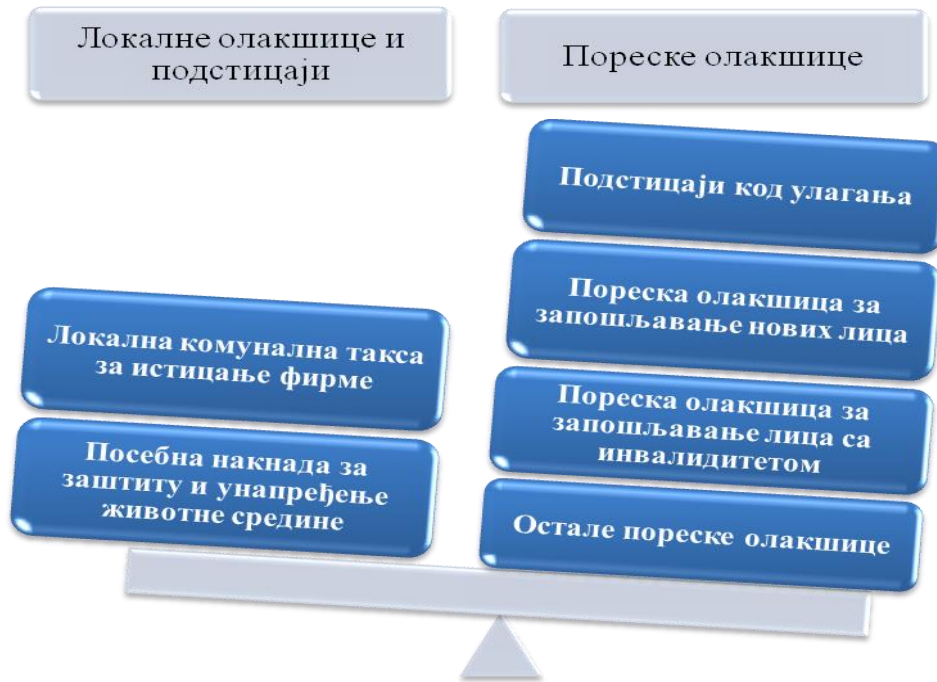 Локалне олакшице и
подстицаји
Пореске олакшице
Подстицаји код улагања
Пореска олакшица за
запошљавање нових лица
Пореска олакшица за
запошљавање лица са
инвалидитетом
Остале пореске олакшице
Локална комунална такса
за истицање фирме
Посебна накнада за
заштиту и унапређење
животне средине